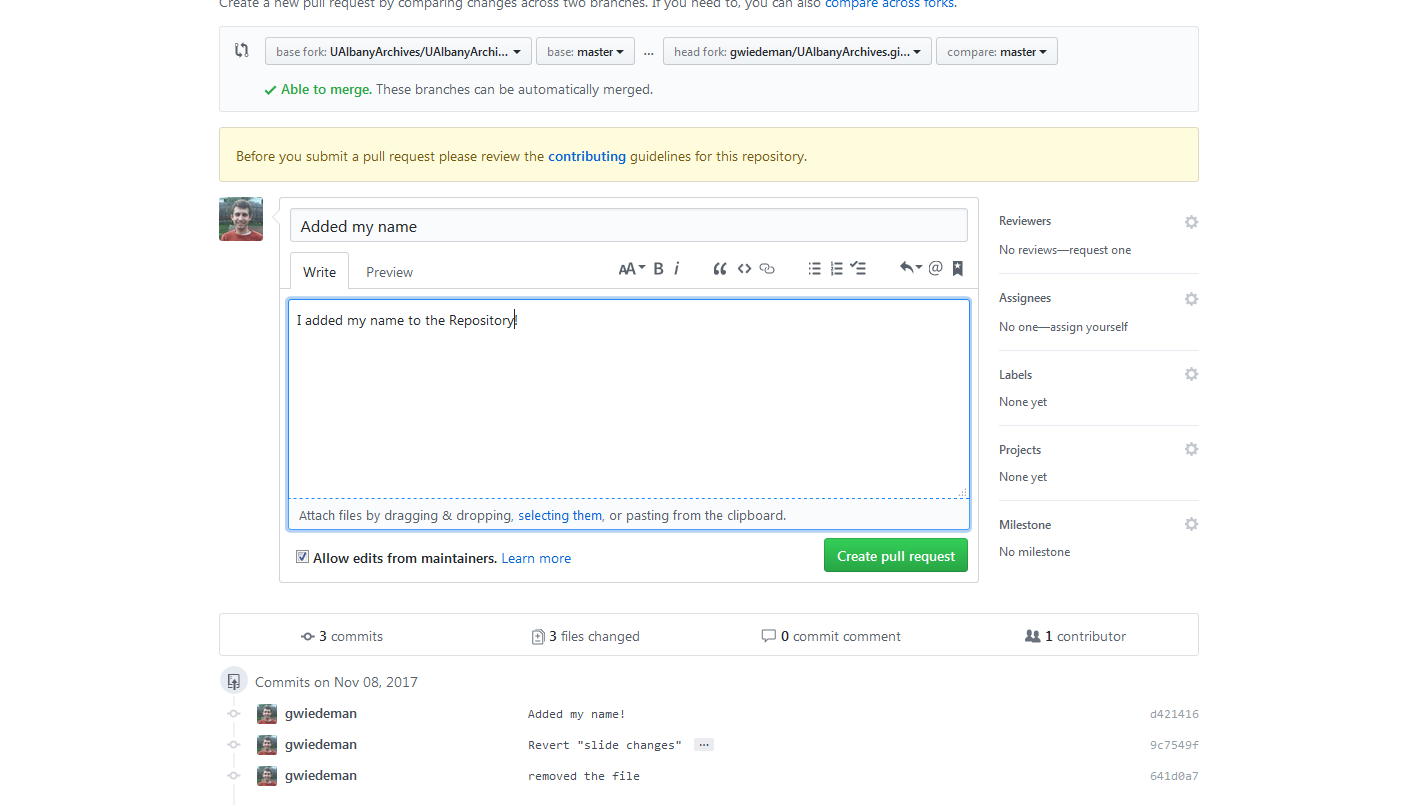 Create a new pull request by comparing changes across two branches. If you need to, you can also compare across forks.
base fork: UAlbanyArchives/UAlbanyArchi... base: master ... head fork: gwiedeman/UAlbanyArchives.gi... compare: master
Able to merge. These branches can be automatically merged.
Before you submit a pull request please review the contributing guidelines for this repository.
Added my name
Write Preview AA B i @
I added my name to the Repository!
Attach files by dragging & dropping, selecting them, or pasting from the clipboard.
Allow edits from maintainers. Learn more Create pull request
Reviewers
No reviews—request one
Assignees
No one—assign yourself
Labels
None yet
Projects
None yet
Milestone
No milestone
3 commits 3 files changed 0 commit comment 1 contributor
Commits on Nov 08, 2017
gwiedeman Added my name! d421416
gwiedeman Revert "slide changes" ... 9c7549f
gwiedeman removed the file 641d0a7